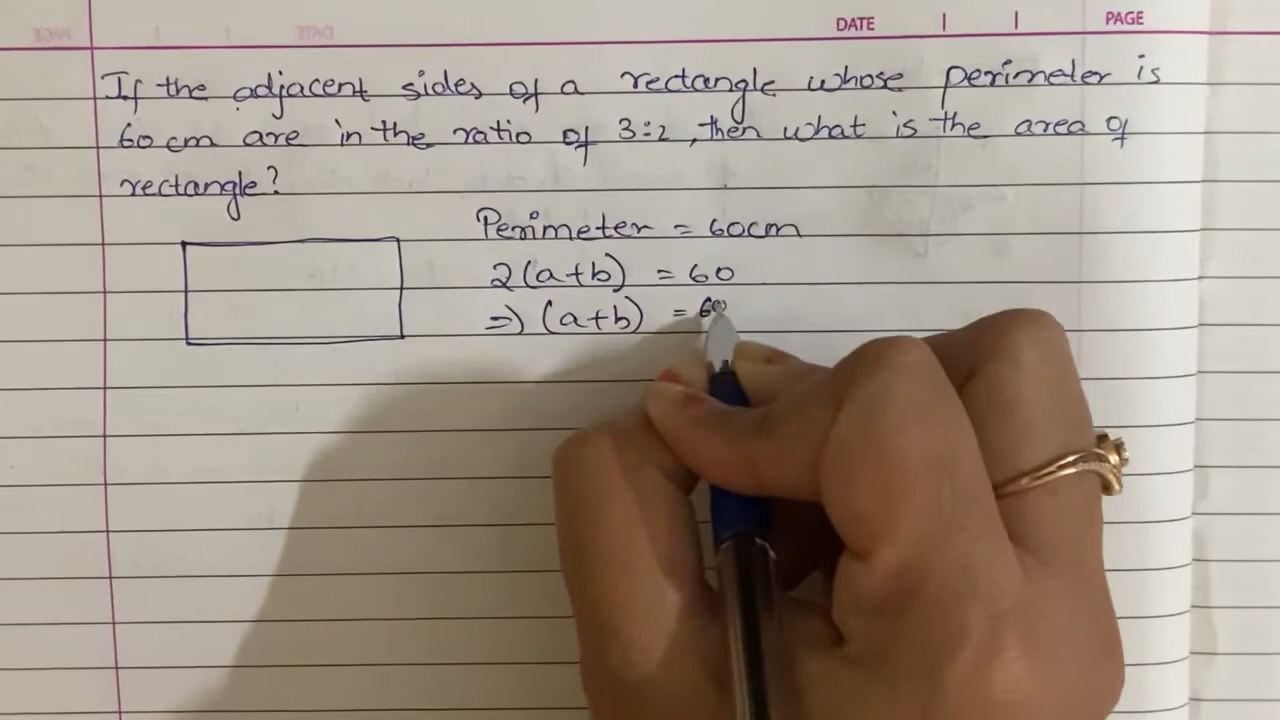 DATE PAGE
If the adjacent sides of a rectangle whose perimeter is
60 cm are in the ratio of 3:2, then what is the area of
rectangle?
Perimeter = 60cm
2(a+b) = 60
⇒ (a+b) = 60